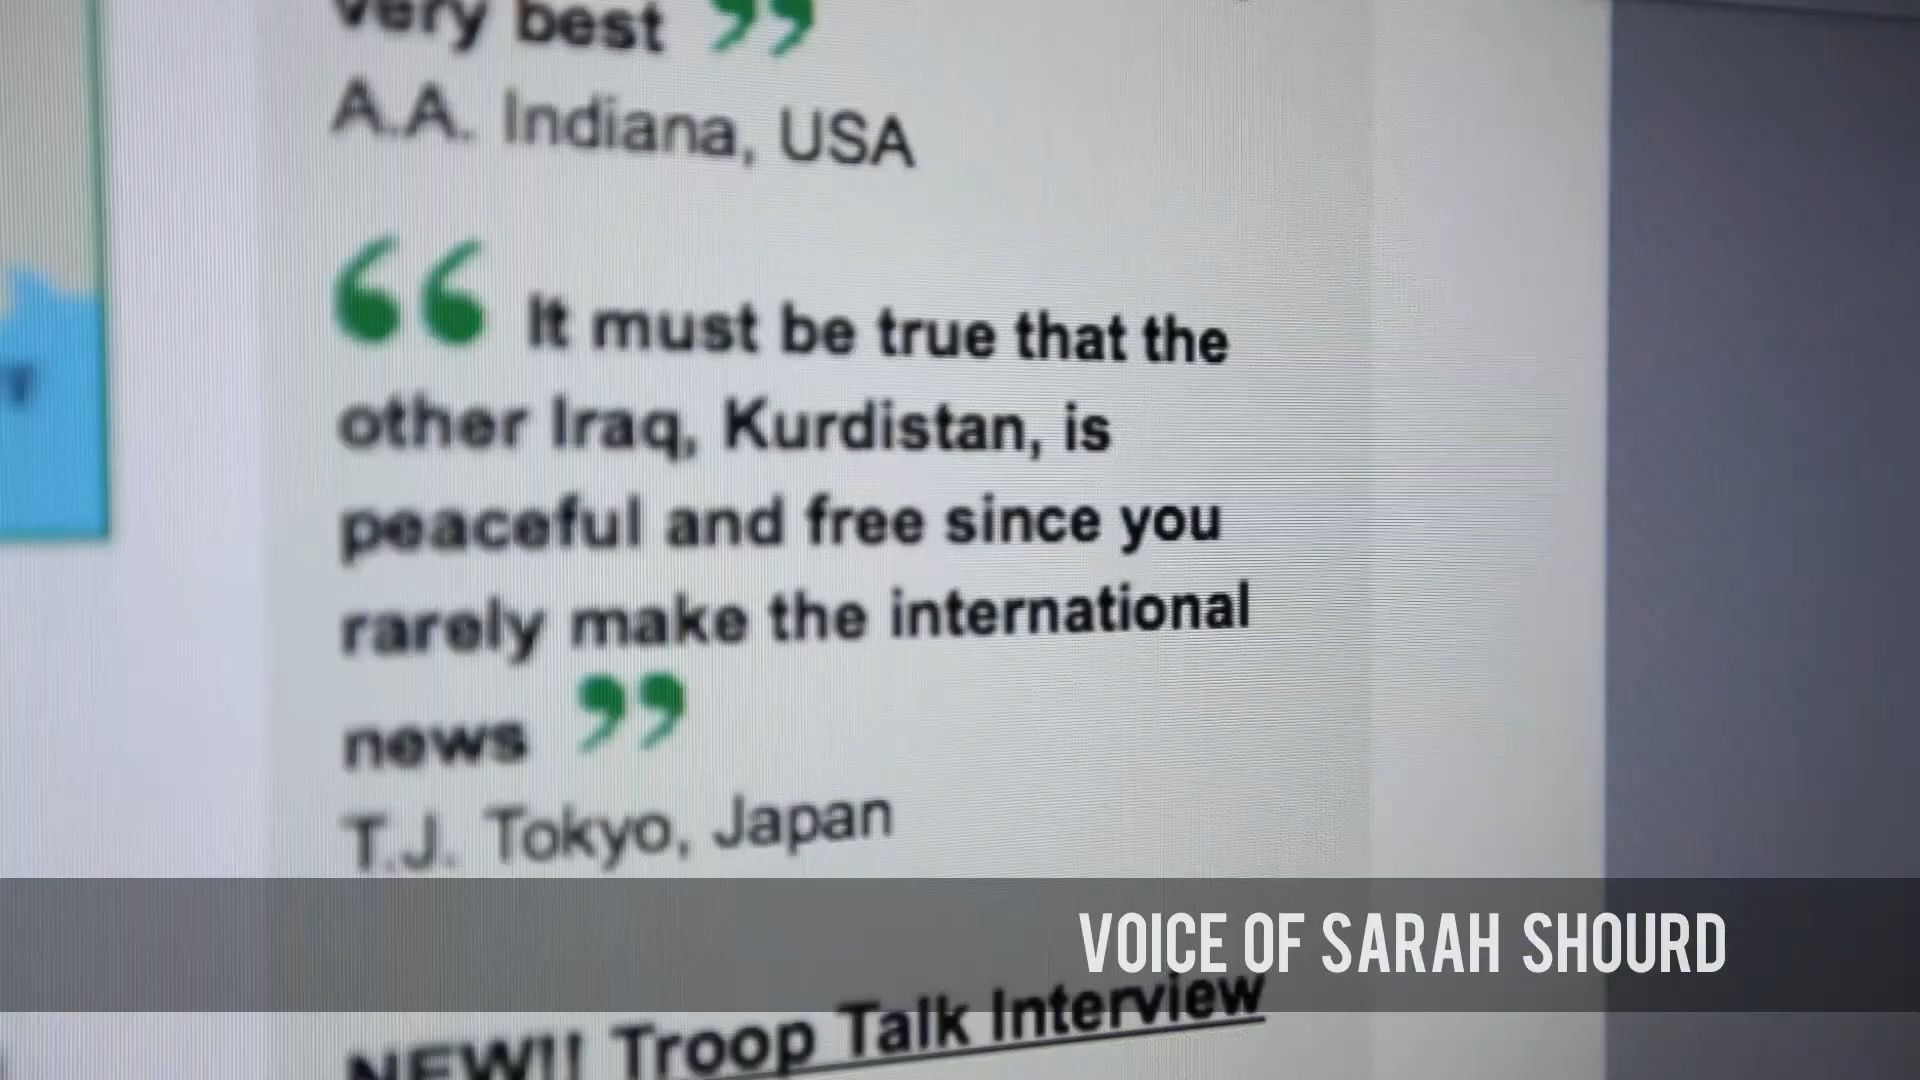 very best ”
A.A. Indiana, USA
“ It must be true that the
other Iraq, Kurdistan, is
peaceful and free since you
rarely make the international
news ”
T.J. Tokyo, Japan
VOICE OF SARAH SHOURD
NEW!! Troop Talk Interview